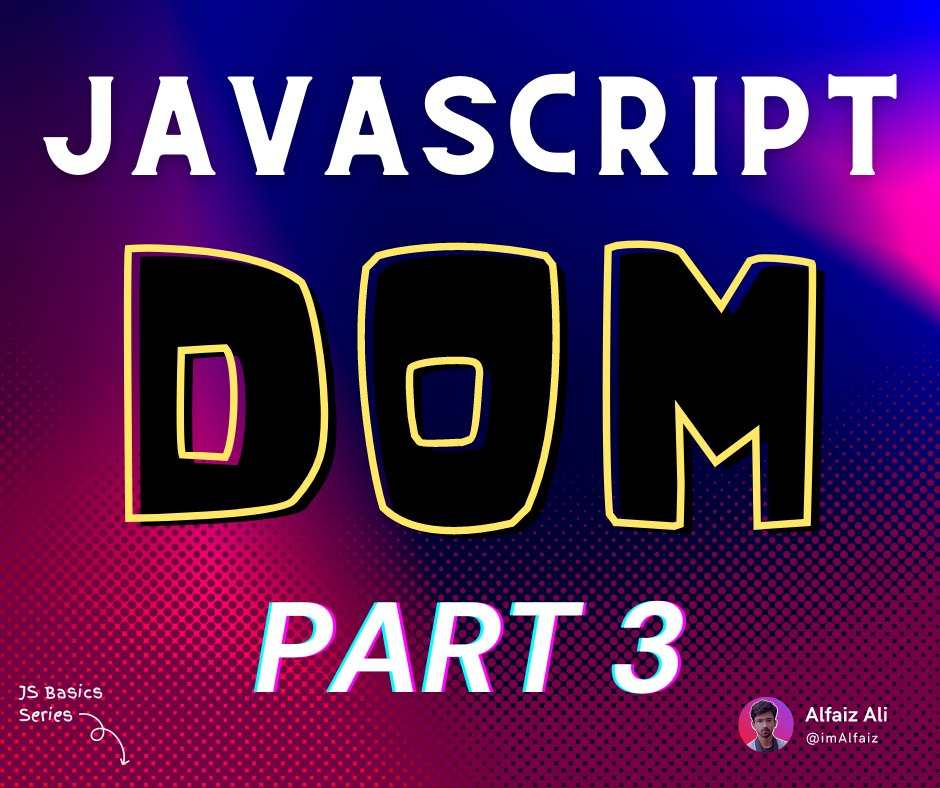 JAVASCRIPT
DOM
PART 3
JS Basics
Series
Alfaiz Ali
@imAlfaiz